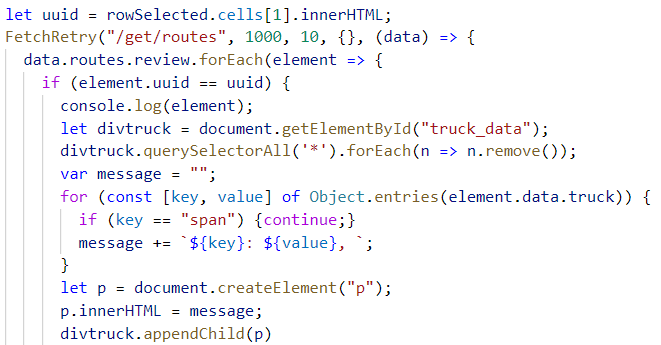 let uuid = rowSelected.cells[1].innerHTML;
FetchRetry("/get/routes", 1000, 10, {}, (data) => {
  data.routes.review.forEach(element => {
    if (element.uuid == uuid) {
      console.log(element);
      let divtruck = document.getElementById("truck_data");
      divtruck.querySelectorAll('*').forEach(n => n.remove());
      var message = "";
      for (const [key, value] of Object.entries(element.data.truck)) {
        if (key == "span") {continue;}
        message += `${key}: ${value}, `;
      }
      let p = document.createElement("p");
      p.innerHTML = message;
      divtruck.appendChild(p)